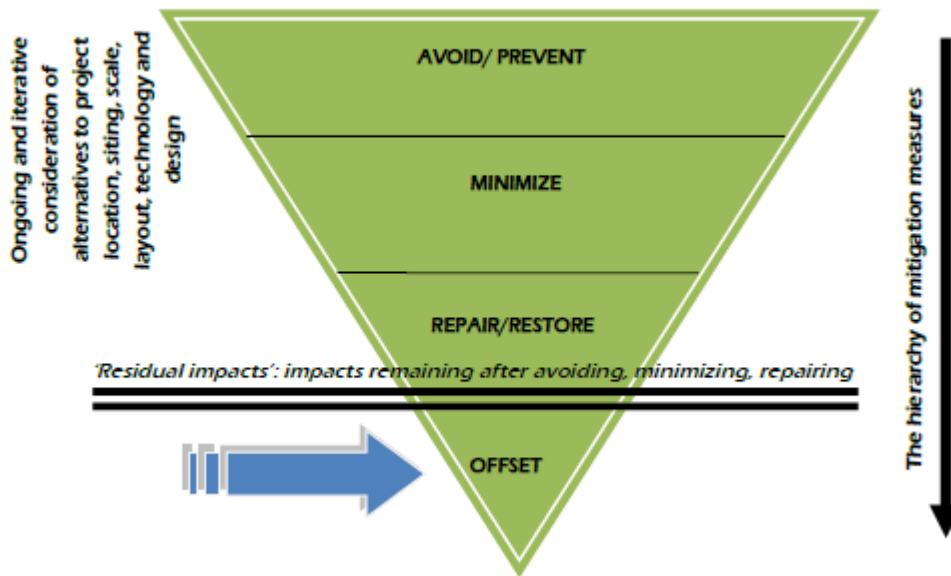 Ongoing and iterative
consideration of
alternatives to project
location, siting, scale,
layout, technology and
design
AVOID/ PREVENT
MINIMIZE
REPAIR/RESTORE
'Residual impacts': impacts remaining after avoiding, minimizing, repairing
OFFSET
The hierarchy of mitigation measures